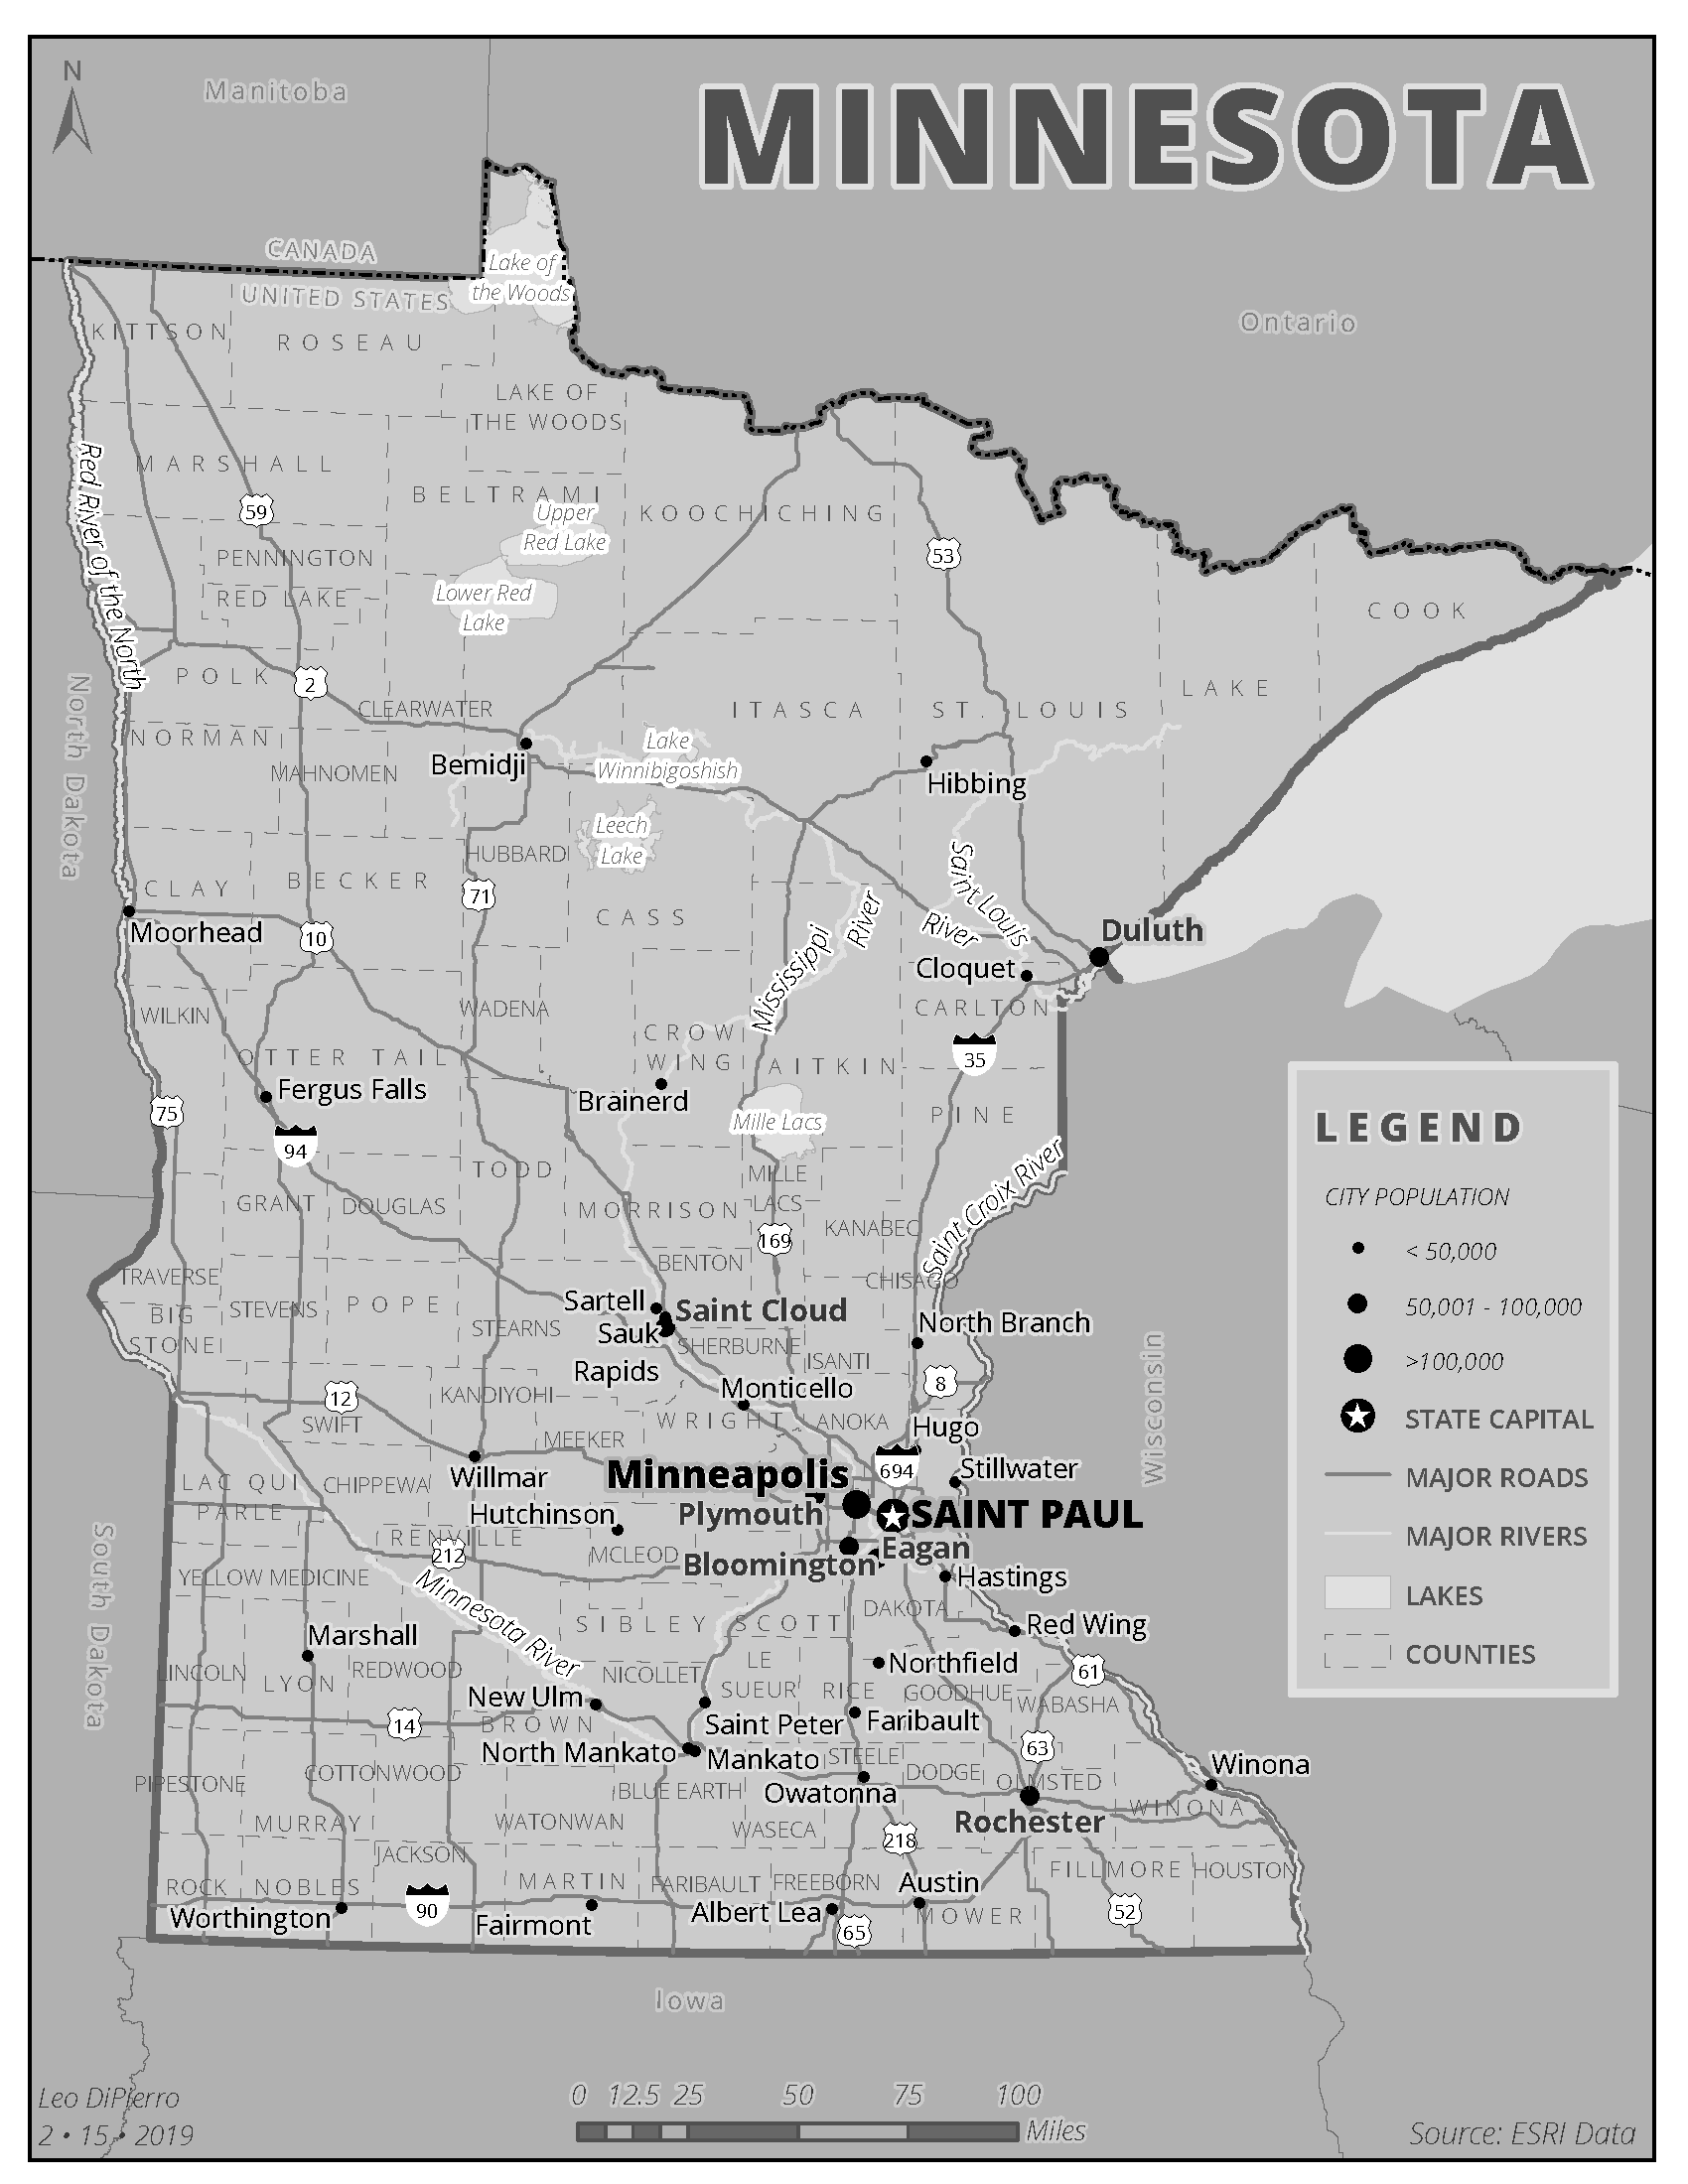 N
Manitoba
MINNESOTA
CANADA
UNITED STATES
Lake of
the Woods
Ontario
KITTSON
ROSEAU
LAKE OF
THE WOODS
MARSHALL
BELTRAMI
Red River of the North
59
Upper
Red Lake
KOOCHICHING
53
PENNINGTON
RED LAKE
Lower Red
Lake
COOK
POLK
2
CLEARWATER
ITASCA
ST. LOUIS
LAKE
North Dakota
NORMAN
MAHNOMEN
Bemidji
Lake
Winnibigoshish
Hibbing
Leech
Lake
HUBBARD
CLAY
BECKER
71
CASS
Saint Louis
River
Mississippi
River
Moorhead
10
Duluth
Cloquet
CARLTON
WILKIN
WADENA
CROW
WING
AITKIN
35
OTTER TAIL
Fergus Falls
Brainerd
75
94
Mille Lacs
PINE
LEGEND
CITY POPULATION
< 50,000
50,001 - 100,000
>100,000
STATE CAPITAL
MAJOR ROADS
MAJOR RIVERS
LAKES
COUNTIES
TODD
MILLE
LACS
GRANT
DOUGLAS
MORRISON
169
KANABEC
Saint Croix River
BENTON
CHISAGO
TRAVERSE
BIG
STONE
STEVENS
POPE
STEARNS
Sartell
Saint Cloud
Sauk
Rapids
SHERBURNE
ISANTI
North Branch
Wisconsin
8
12
KANDIYOHI
Monticello
SWIFT
MEEKER
WRIGHT
ANOKA
Hugo
694
Stillwater
LAC QUI
PARLE
CHIPPEWA
Willmar
Minneapolis
Hutchinson
Plymouth
SAINT PAUL
RENVILLE
212
MCLEOD
Bloomington
Eagan
South Dakota
YELLOW MEDICINE
Hastings
Minnesota River
SIBLEY
SCOTT
DAKOTA
Red Wing
Marshall
LINCOLN
LYON
REDWOOD
NICOLLET
LE
SUEUR
RICE
Northfield
GOODHUE
61
WABASHA
New Ulm
14
BROWN
Saint Peter
Faribault
North Mankato
Mankato
STEELE
63
Winona
PIPESTONE
COTTONWOOD
BLUE EARTH
Owatonna
DODGE
OLMSTED
WINONA
MURRAY
WATONWAN
WASECA
Rochester
218
JACKSON
FILLMORE
HOUSTON
ROCK
NOBLES
MARTIN
FARIBAULT
FREEBORN
Austin
Worthington
90
Fairmont
Albert Lea
65
MOWER
52
Iowa
Leo DiPierro
2 • 15 • 2019
0 12.5 25 50 75 100
Miles
Source: ESRI Data